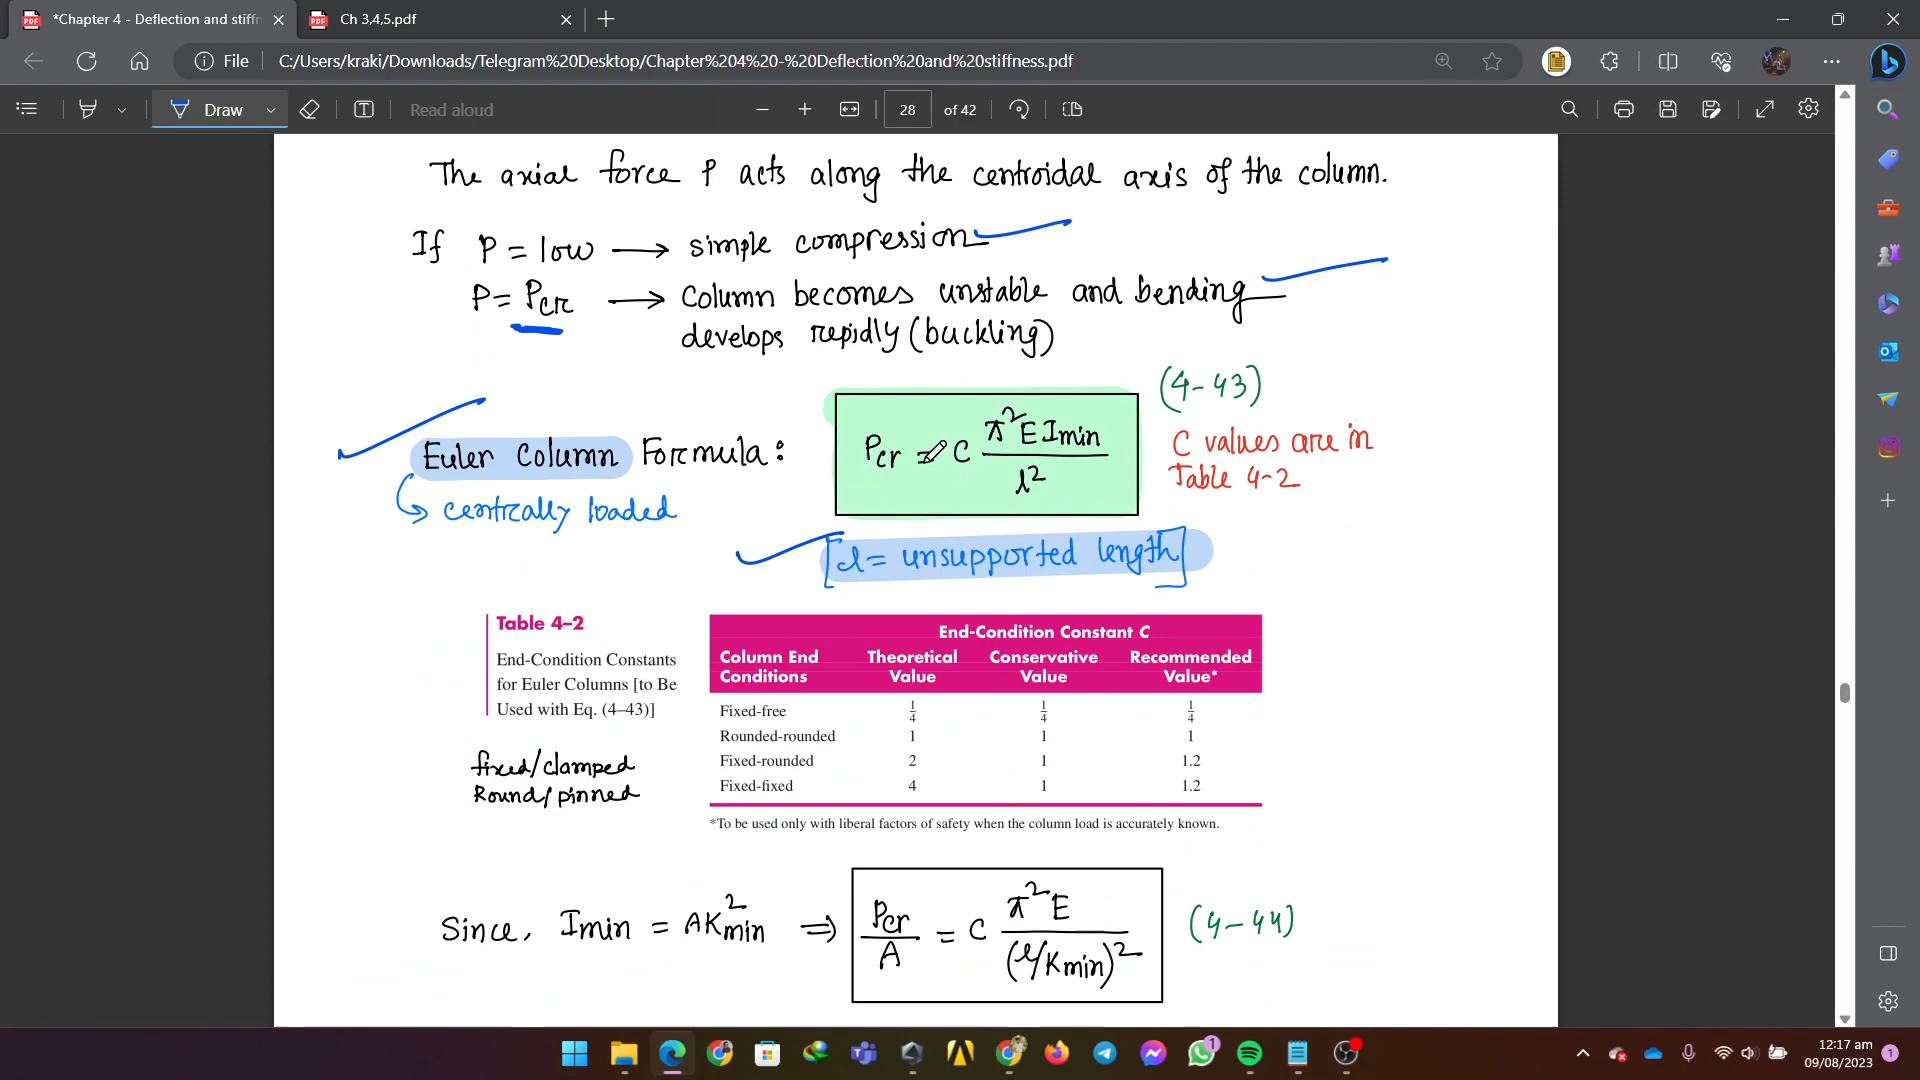 *Chapter 4 - Deflection and stiffn
Ch 3,4,5.pdf
File
C:/Users/kraki/Downloads/Telegram%20Desktop/Chapter%204%20-%20Deflection%20and%20stiffness.pdf
Draw
Read aloud
28 of 42
The axial force P acts along the centroidal axis of the column.
If P = low → simple compression
P = Pcr → Column becomes unstable and bending
develops rapidly (buckling)
(4-43)
Euler Column Formula: Pcr = C π²EImin / l²
C values are in
Table 4-2
centrally loaded
[l = unsupported length]
Table 4–2
End-Condition Constants
for Euler Columns [to Be
Used with Eq. (4–43)]
fixed/clamped
Round/pinned
End-Condition Constant C
Column End Conditions Theoretical Value Conservative Value Recommended Value*
Fixed-free 1/4 1/4 1/4
Rounded-rounded 1 1 1
Fixed-rounded 2 1 1.2
Fixed-fixed 4 1 1.2
*To be used only with liberal factors of safety when the column load is accurately known.
Since, Imin = AK²min ⇒ Pcr/A = C π²E / (l/Kmin)² (4-44)
1
12:17 am
09/08/2023
1